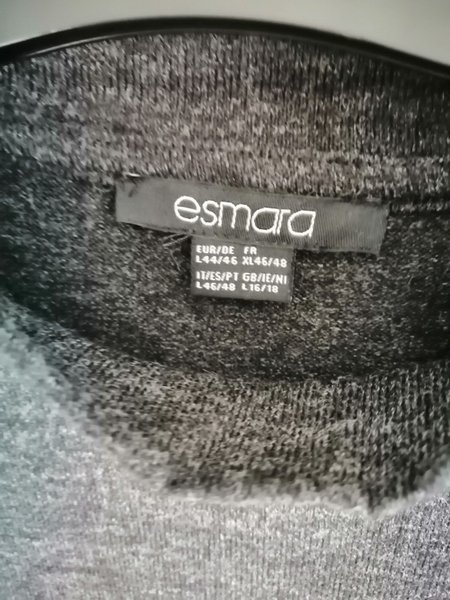 esmara
EUR/DE FR
L44/46 XL46/48
IT/ES/PT GB/IE/NI
L46/48 L16/18